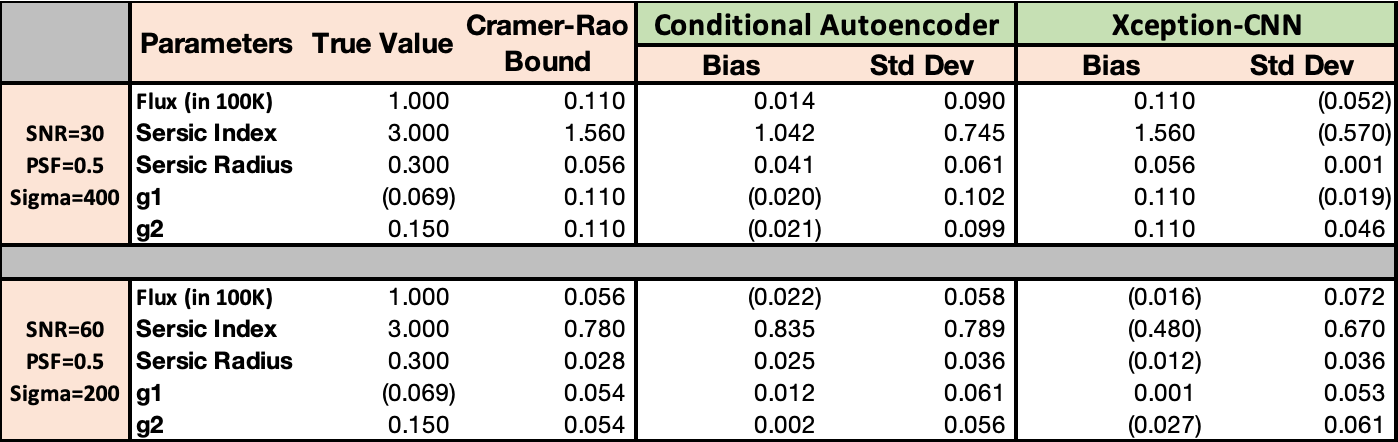 Parameters True Value Cramer-Rao Bound Conditional Autoencoder Xception-CNN
Bias Std Dev Bias Std Dev
SNR=30 PSF=0.5 Sigma=400
Flux (in 100K) 1.000 0.110 0.014 0.090 0.110 (0.052)
Sersic Index 3.000 1.560 1.042 0.745 1.560 (0.570)
Sersic Radius 0.300 0.056 0.041 0.061 0.056 0.001
g1 (0.069) 0.110 (0.020) 0.102 0.110 (0.019)
g2 0.150 0.110 (0.021) 0.099 0.110 0.046
SNR=60 PSF=0.5 Sigma=200
Flux (in 100K) 1.000 0.056 (0.022) 0.058 (0.016) 0.072
Sersic Index 3.000 0.780 0.835 0.789 (0.480) 0.670
Sersic Radius 0.300 0.028 0.025 0.036 (0.012) 0.036
g1 (0.069) 0.054 0.012 0.061 0.001 0.053
g2 0.150 0.054 0.002 0.056 (0.027) 0.061